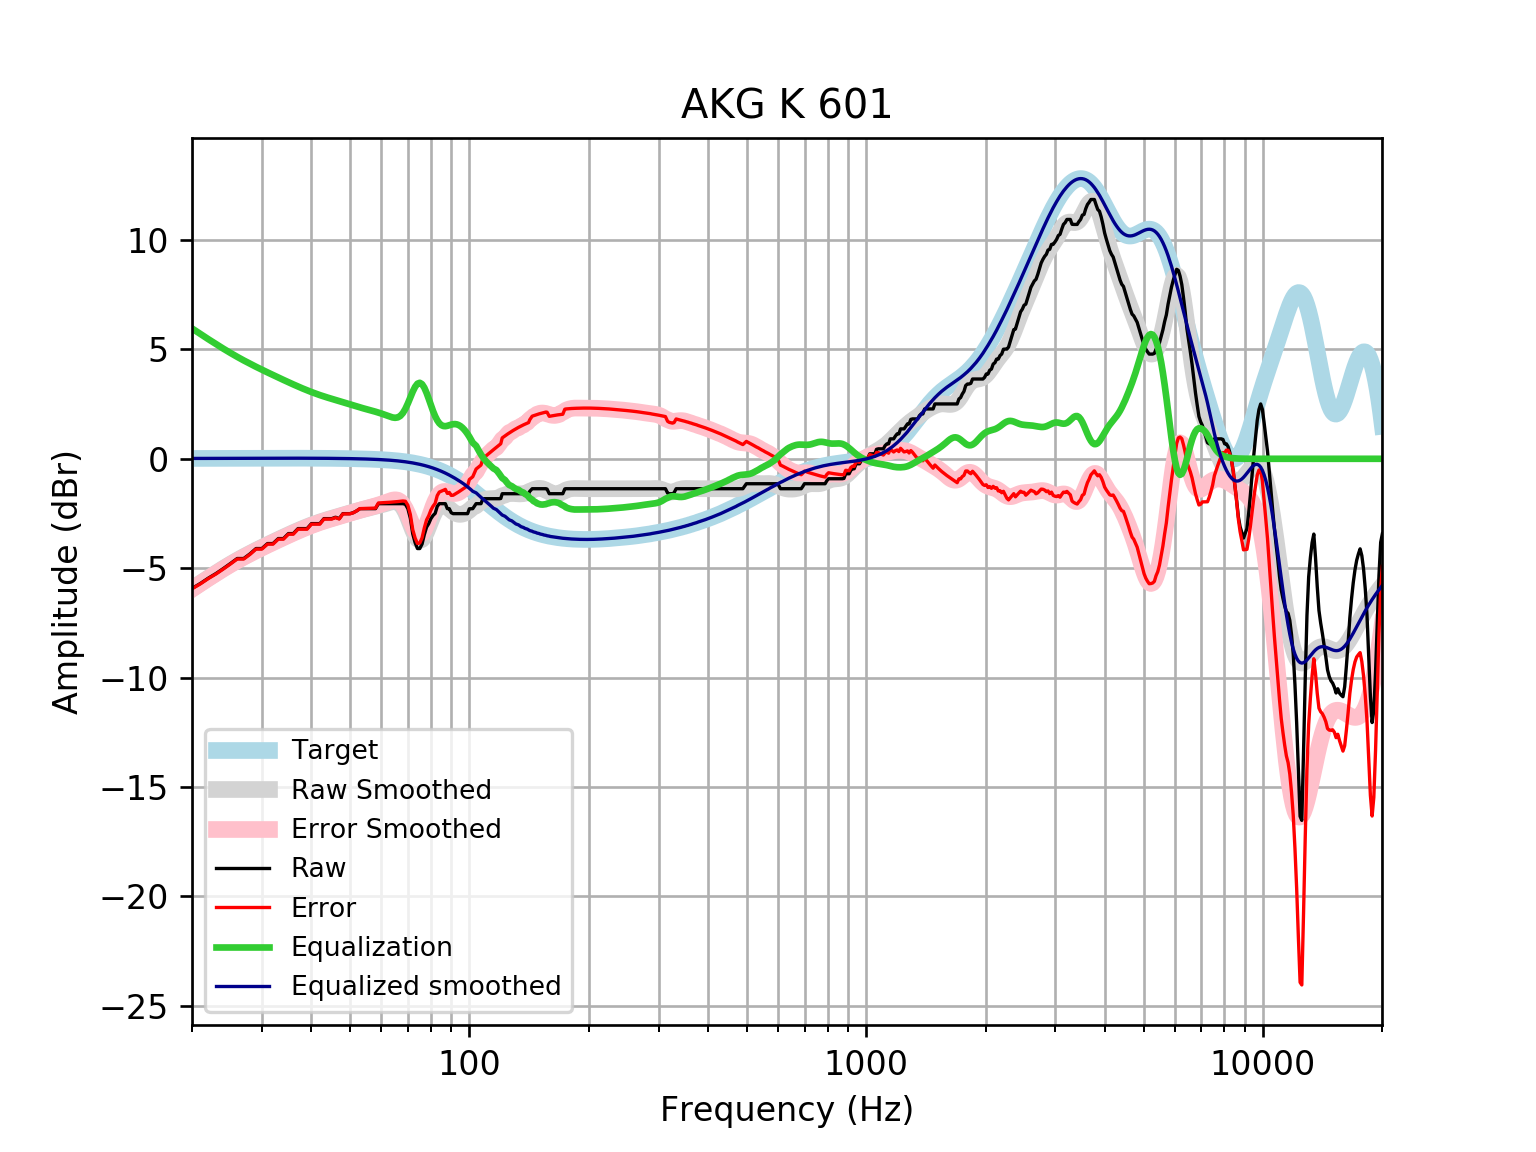 AKG K 601
Amplitude (dBr)
10
5
0
−5
−10
−15
−20
−25
Target
Raw Smoothed
Error Smoothed
Raw
Error
Equalization
Equalized smoothed
100
1000
10000
Frequency (Hz)